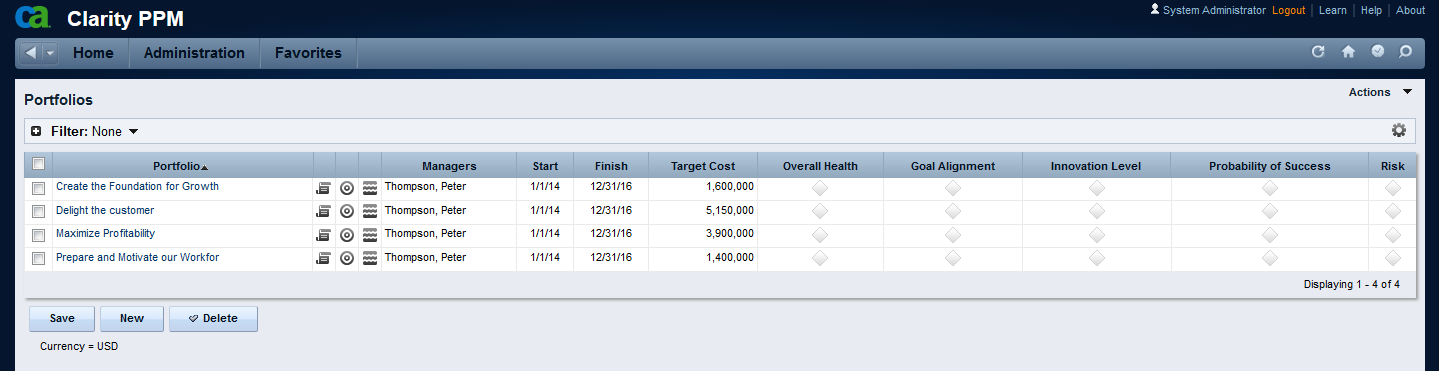 ca Clarity PPM
System Administrator Logout Learn Help About
Home Administration Favorites
Portfolios
Actions
Filter: None
Portfolio Managers Start Finish Target Cost Overall Health Goal Alignment Innovation Level Probability of Success Risk
Create the Foundation for Growth Thompson, Peter 1/1/14 12/31/16 1,600,000
Delight the customer Thompson, Peter 1/1/14 12/31/16 5,150,000
Maximize Profitability Thompson, Peter 1/1/14 12/31/16 3,900,000
Prepare and Motivate our Workfor Thompson, Peter 1/1/14 12/31/16 1,400,000
Displaying 1 - 4 of 4
Save New Delete
Currency = USD